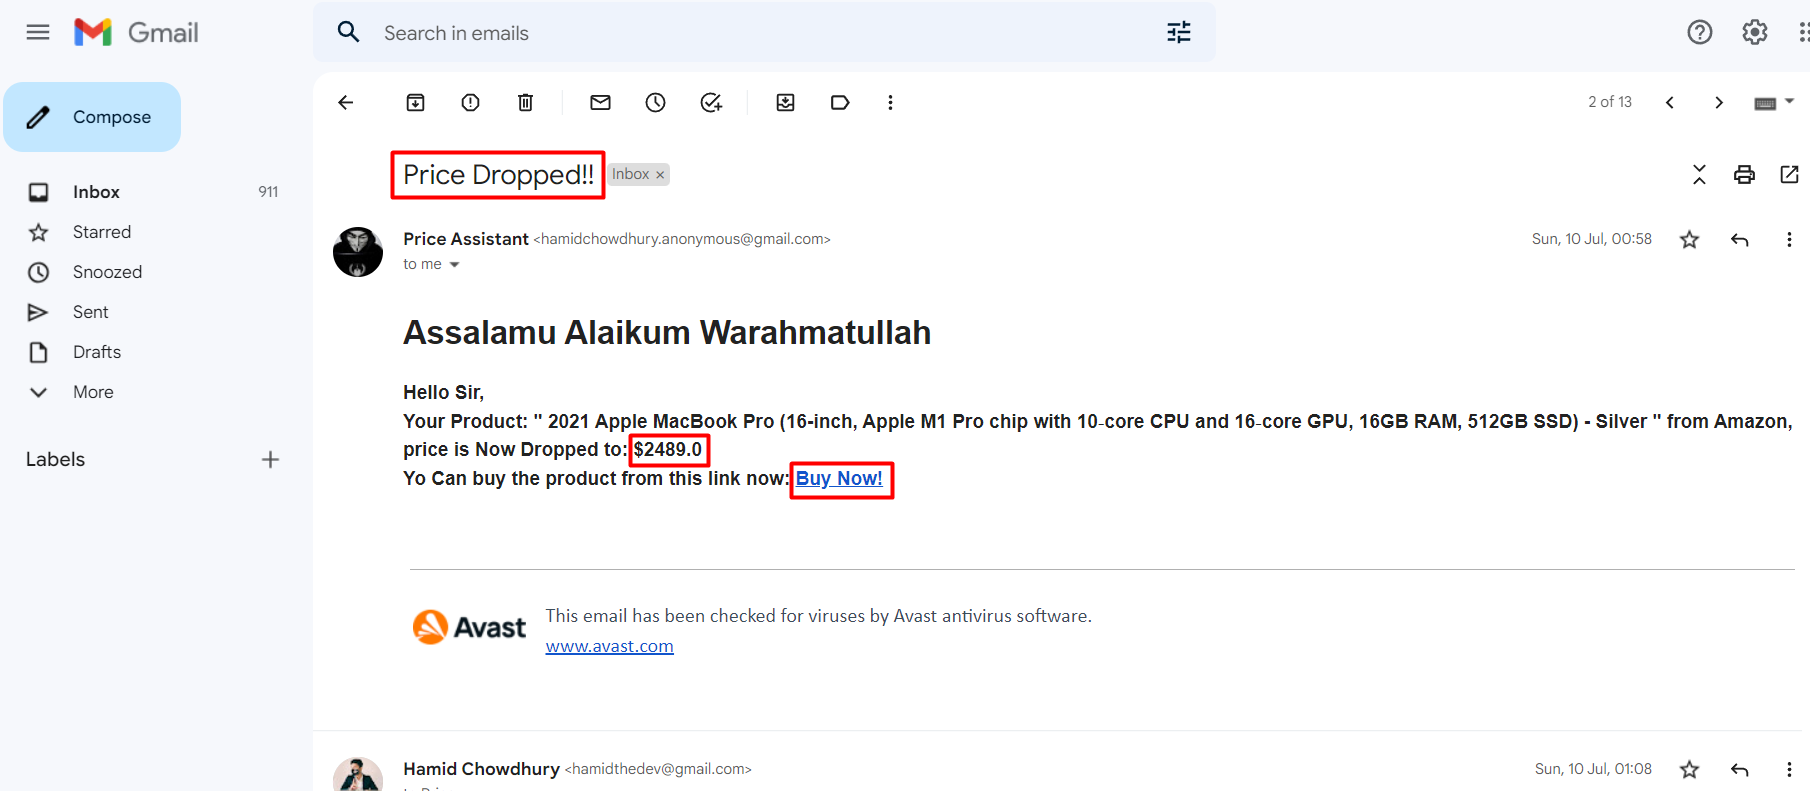 Gmail
Search in emails
Compose
2 of 13
Price Dropped!! Inbox ×
Inbox 911
Starred
Snoozed
Sent
Drafts
More
Labels +
Price Assistant <hamidchowdhury.anonymous@gmail.com> Sun, 10 Jul, 00:58
to me
Assalamu Alaikum Warahmatullah
Hello Sir,
Your Product: " 2021 Apple MacBook Pro (16-inch, Apple M1 Pro chip with 10‑core CPU and 16‑core GPU, 16GB RAM, 512GB SSD) - Silver " from Amazon,
price is Now Dropped to: $2489.0
Yo Can buy the product from this link now: Buy Now!
Avast This email has been checked for viruses by Avast antivirus software.
www.avast.com
Hamid Chowdhury <hamidthedev@gmail.com> Sun, 10 Jul, 01:08